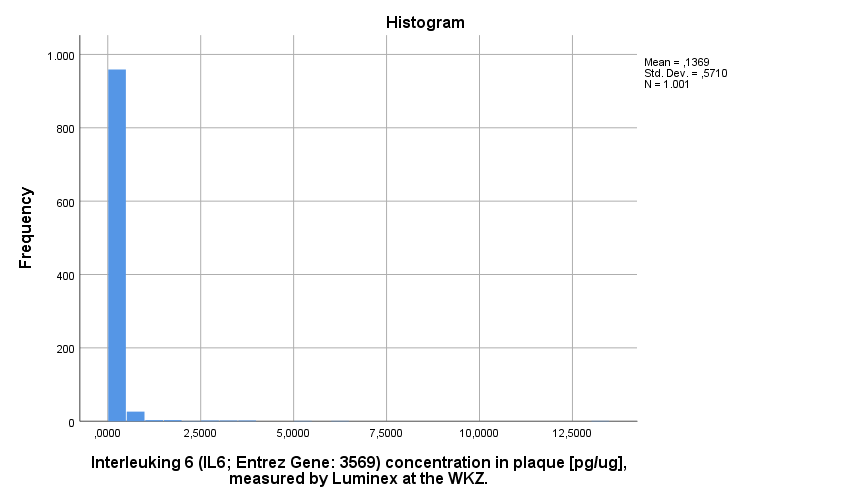 Histogram
Mean = ,1369
Std. Dev. = ,5710
N = 1.001
1.000
800
600
400
200
0
Frequency
,0000
2,5000
5,0000
7,5000
10,0000
12,5000
Interleuking 6 (IL6; Entrez Gene: 3569) concentration in plaque [pg/ug],
measured by Luminex at the WKZ.